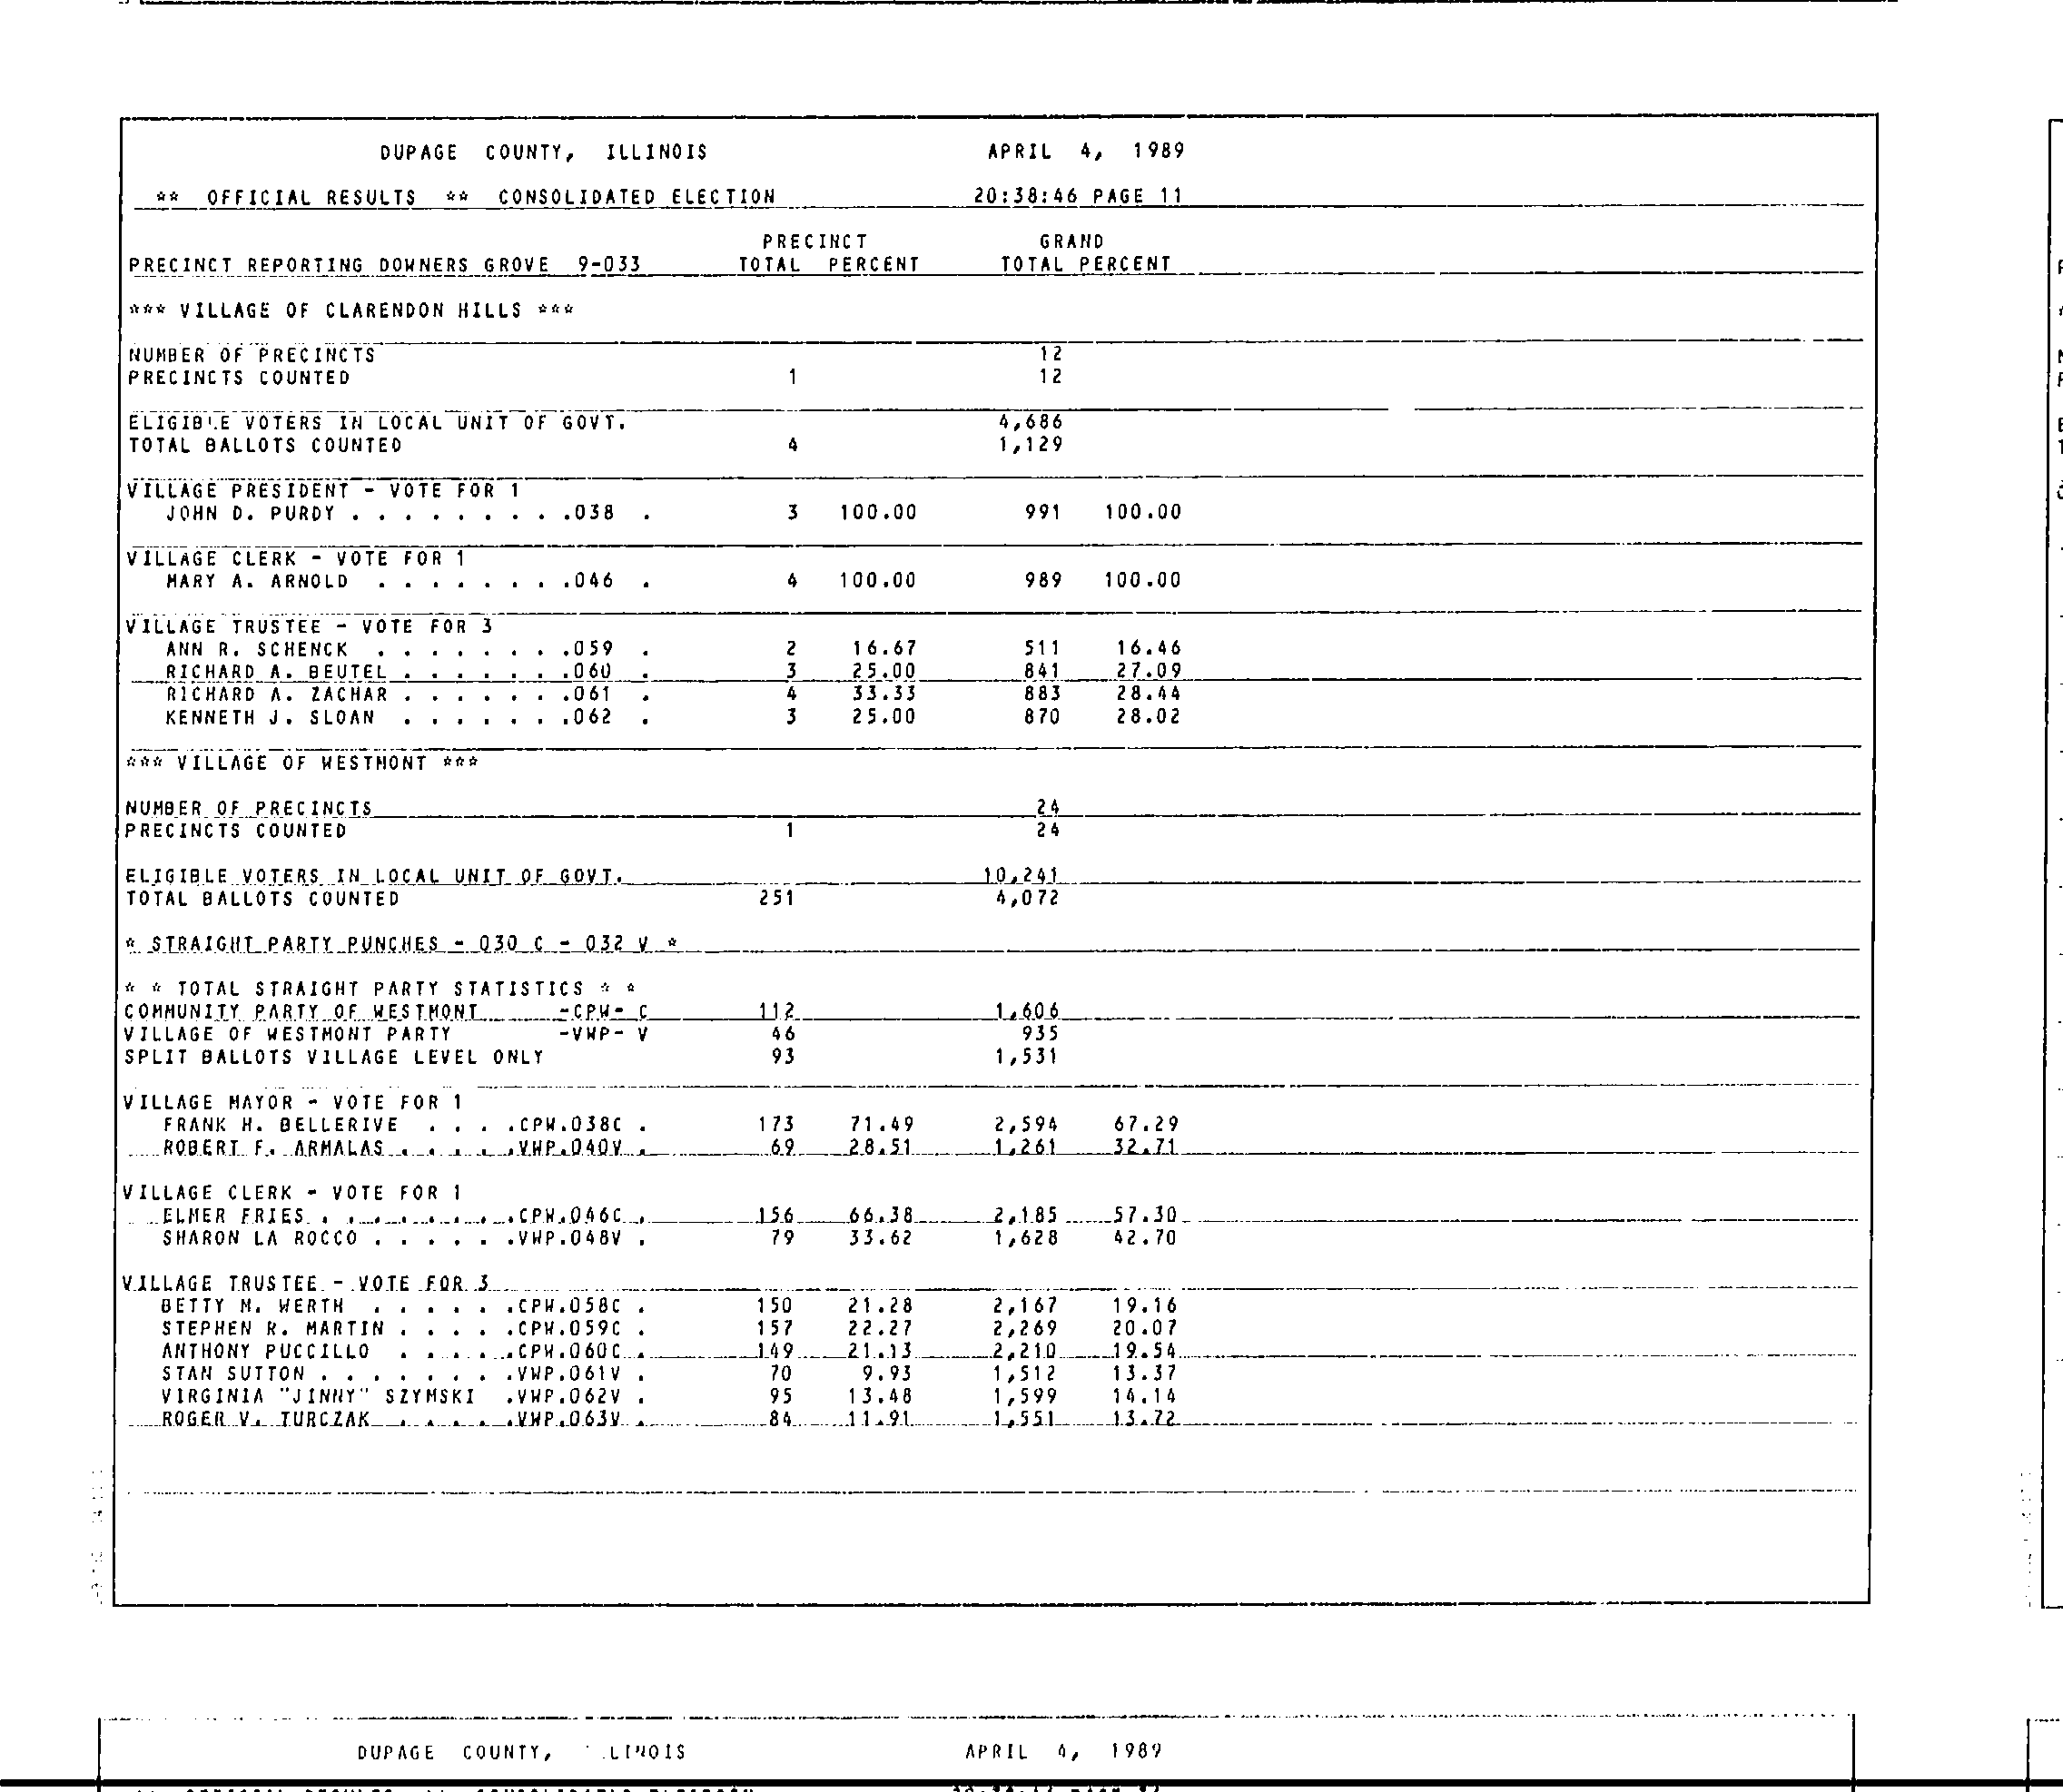 DUPAGE COUNTY, ILLINOIS APRIL 4, 1989
** OFFICIAL RESULTS ** CONSOLIDATED ELECTION 20:38:46 PAGE 11
PRECINCT GRAND
PRECINCT REPORTING DOWNERS GROVE 9-033 TOTAL PERCENT TOTAL PERCENT
*** VILLAGE OF CLARENDON HILLS ***
NUMBER OF PRECINCTS 12
PRECINCTS COUNTED 1 12
ELIGIBLE VOTERS IN LOCAL UNIT OF GOVT. 4,686
TOTAL BALLOTS COUNTED 4 1,129
VILLAGE PRESIDENT - VOTE FOR 1
JOHN D. PURDY . . . . . . . . .038 . 3 100.00 991 100.00
VILLAGE CLERK - VOTE FOR 1
MARY A. ARNOLD . . . . . . . .046 . 4 100.00 989 100.00
VILLAGE TRUSTEE - VOTE FOR 3
ANN R. SCHENCK . . . . . . . .059 . 2 16.67 511 16.46
RICHARD A. BEUTEL . . . . . . .060 . 3 25.00 841 27.09
RICHARD A. ZACHAR . . . . . . .061 . 4 33.33 883 28.44
KENNETH J. SLOAN . . . . . . .062 . 3 25.00 870 28.02
*** VILLAGE OF WESTMONT ***
NUMBER OF PRECINCTS 24
PRECINCTS COUNTED 1 24
ELIGIBLE VOTERS IN LOCAL UNIT OF GOVT. 10,241
TOTAL BALLOTS COUNTED 251 4,072
* STRAIGHT PARTY PUNCHES - 030 C - 032 V *
* * TOTAL STRAIGHT PARTY STATISTICS * *
COMMUNITY PARTY OF WESTMONT -CPW- C 112 1,606
VILLAGE OF WESTMONT PARTY -VWP- V 46 935
SPLIT BALLOTS VILLAGE LEVEL ONLY 93 1,531
VILLAGE MAYOR - VOTE FOR 1
FRANK H. BELLERIVE . . . .CPW.038C . 173 71.49 2,594 67.29
ROBERT F. ARMALAS . . . . .VWP.040V . 69 28.51 1,261 32.71
VILLAGE CLERK - VOTE FOR 1
ELMER FRIES . . . . . . . .CPW.046C . 156 66.38 2,185 57.30
SHARON LA ROCCO . . . . . .VWP.048V . 79 33.62 1,628 42.70
VILLAGE TRUSTEE - VOTE FOR 3
BETTY M. WERTH . . . . . .CPW.058C . 150 21.28 2,167 19.16
STEPHEN R. MARTIN . . . . .CPW.059C . 157 22.27 2,269 20.07
ANTHONY PUCCILLO . . . . .CPW.060C . 149 21.13 2,210 19.54
STAN SUTTON . . . . . . . .VWP.061V . 70 9.93 1,512 13.37
VIRGINIA "JINNY" SZYMSKI .VWP.062V . 95 13.48 1,599 14.14
ROGER V. TURCZAK . . . . .VWP.063V . 84 11.91 1,551 13.72
DUPAGE COUNTY, APRIL 4, 1989